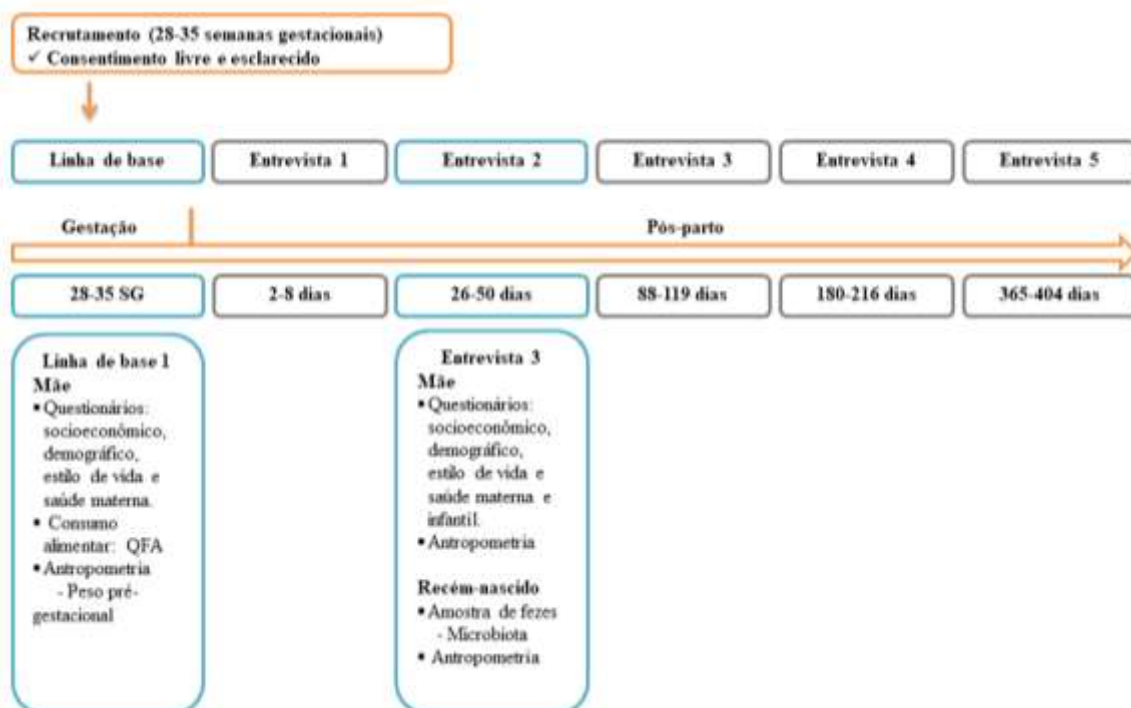 Recrutamento (28-35 semanas gestacionais)
✓ Consentimento livre e esclarecido
Linha de base
Entrevista 1
Entrevista 2
Entrevista 3
Entrevista 4
Entrevista 5
Gestação
Pós-parto
28-35 SG
2-8 dias
26-50 dias
88-119 dias
180-216 dias
365-404 dias
Linha de base 1
Mãe
▪ Questionários:
socioeconômico,
demográfico,
estilo de vida e
saúde materna.
▪ Consumo
alimentar: QFA
▪ Antropometria
- Peso pré-
gestacional
Entrevista 3
Mãe
▪ Questionários:
socioeconômico,
demográfico,
estilo de vida e
saúde materna e
infantil.
▪ Antropometria
Recém-nascido
▪ Amostra de fezes
- Microbiota
▪ Antropometria